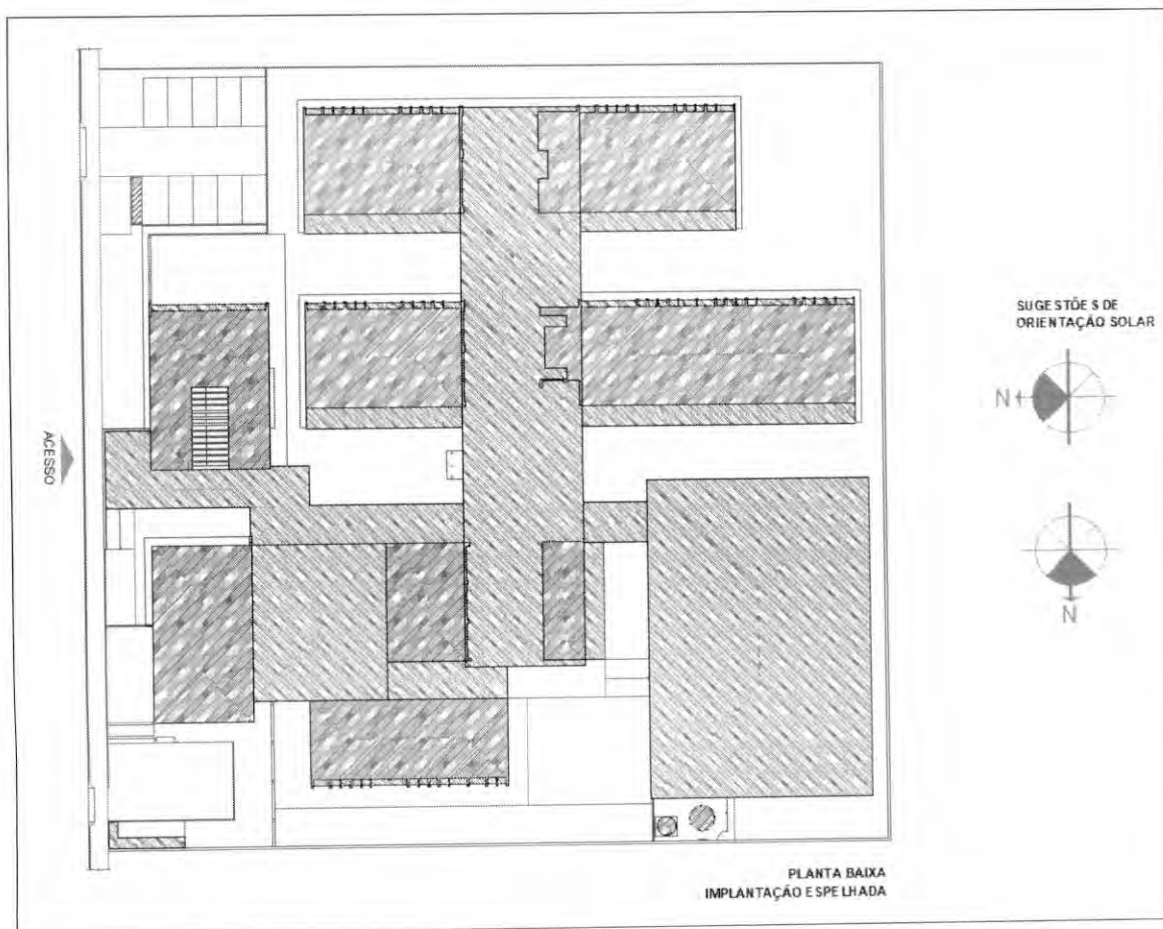 ACESSO
SUGESTÕES DE
ORIENTAÇÃO SOLAR
N
N
PLANTA BAIXA
IMPLANTAÇÃO ESPELHADA